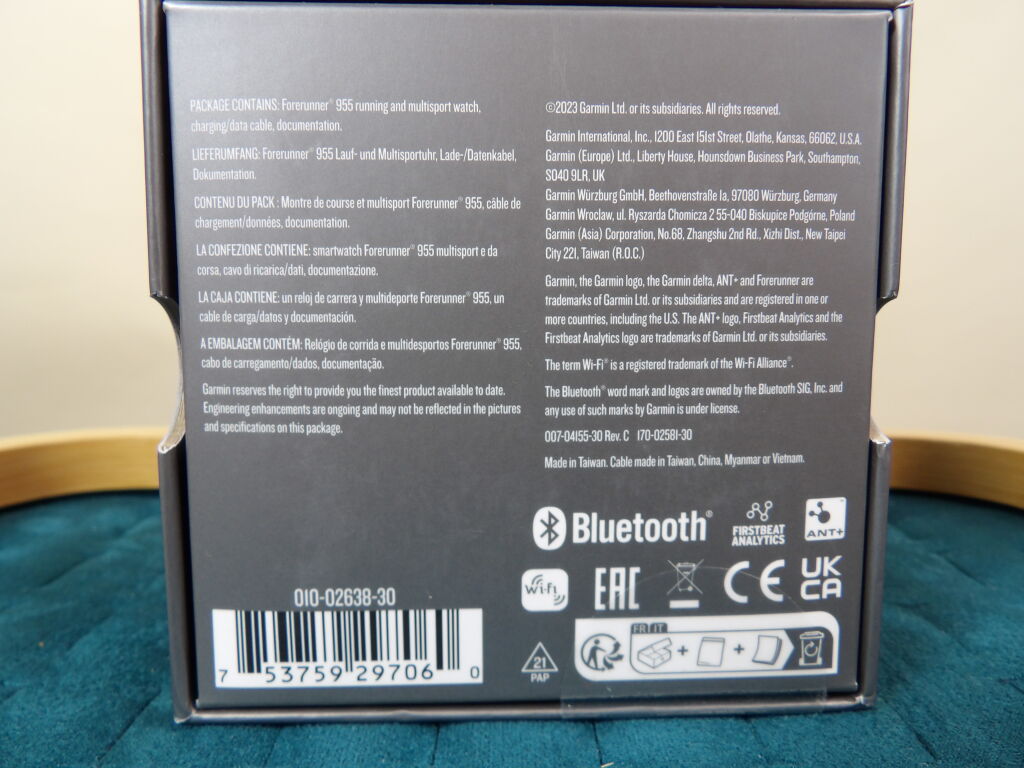 PACKAGE CONTAINS: Forerunner® 955 running and multisport watch,
charging/data cable, documentation.
LIEFERUMFANG: Forerunner® 955 Lauf- und Multisportuhr, Lade-/Datenkabel,
Dokumentation.
CONTENU DU PACK : Montre de course et multisport Forerunner® 955, câble de
chargement/données, documentation.
LA CONFEZIONE CONTIENE: smartwatch Forerunner® 955 multisport e da
corsa, cavo di ricarica/dati, documentazione.
LA CAJA CONTIENE: un reloj de carrera y multideporte Forerunner® 955, un
cable de carga/datos y documentación.
A EMBALAGEM CONTÉM: Relógio de corrida e multidesportos Forerunner® 955,
cabo de carregamento/dados, documentação.
Garmin reserves the right to provide you the finest product available to date.
Engineering enhancements are ongoing and may not be reflected in the pictures
and specifications on this package.
010-02638-30
7 53759 29706 0
©2023 Garmin Ltd. or its subsidiaries. All rights reserved.
Garmin International, Inc., 1200 East 151st Street, Olathe, Kansas, 66062, U.S.A.
Garmin (Europe) Ltd., Liberty House, Hounsdown Business Park, Southampton,
SO40 9LR, UK
Garmin Würzburg GmbH, Beethovenstraße 1a, 97080 Würzburg, Germany
Garmin Wroclaw, ul. Ryszarda Chomicza 2 55-040 Biskupice Podgórne, Poland
Garmin (Asia) Corporation, No.68, Zhangshu 2nd Rd., Xizhi Dist., New Taipei
City 221, Taiwan (R.O.C.)
Garmin, the Garmin logo, the Garmin delta, ANT+ and Forerunner are
trademarks of Garmin Ltd. or its subsidiaries and are registered in one or
more countries, including the U.S. The ANT+ logo, Firstbeat Analytics and the
Firstbeat Analytics logo are trademarks of Garmin Ltd. or its subsidiaries.
The term Wi-Fi® is a registered trademark of the Wi-Fi Alliance®.
The Bluetooth® word mark and logos are owned by the Bluetooth SIG, Inc. and
any use of such marks by Garmin is under license.
007-04155-30 Rev. C 170-02581-30
Made in Taiwan. Cable made in Taiwan, China, Myanmar or Vietnam.
Bluetooth®
FIRSTBEAT
ANALYTICS
ANT+
Wi-Fi
EAC
CE
UK
CA
21
PAP
FR IT
+ +